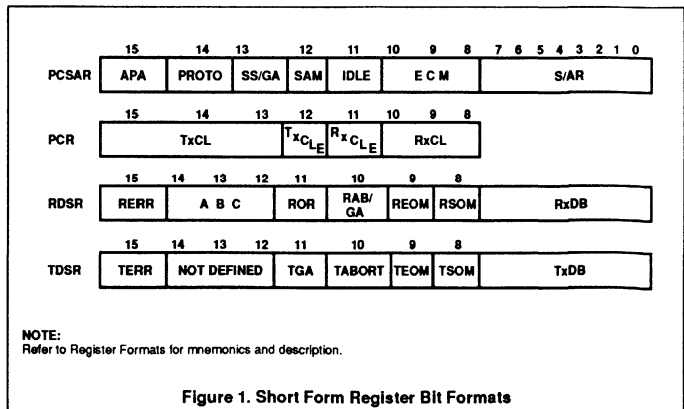 15 14 13 12 11 10 9 8 7 6 5 4 3 2 1 0
PCSAR APA PROTO SS/GA SAM IDLE E C M S/AR
15 14 13 12 11 10 9 8
PCR TxCL TxCLE RxCLE RxCL
15 14 13 12 11 10 9 8
RDSR RERR A B C ROR RAB/GA REOM RSOM RxDB
15 14 13 12 11 10 9 8
TDSR TERR NOT DEFINED TGA TABORT TEOM TSOM TxDB
NOTE:
Refer to Register Formats for mnemonics and description.
Figure 1. Short Form Register Bit Formats